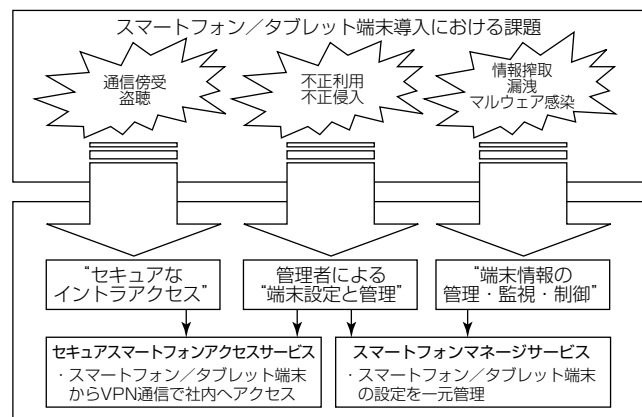 スマートフォン／タブレット端末導入における課題
通信傍受
盗聴
不正利用
不正侵入
情報搾取
漏洩
マルウェア感染
“セキュアな
イントラアクセス”
管理者による
“端末設定と管理”
“端末情報の
管理・監視・制御”
セキュアスマートフォンアクセスサービス
・スマートフォン／タブレット端末
からVPN通信で社内へアクセス
スマートフォンマネージサービス
・スマートフォン／タブレット端末
の設定を一元管理